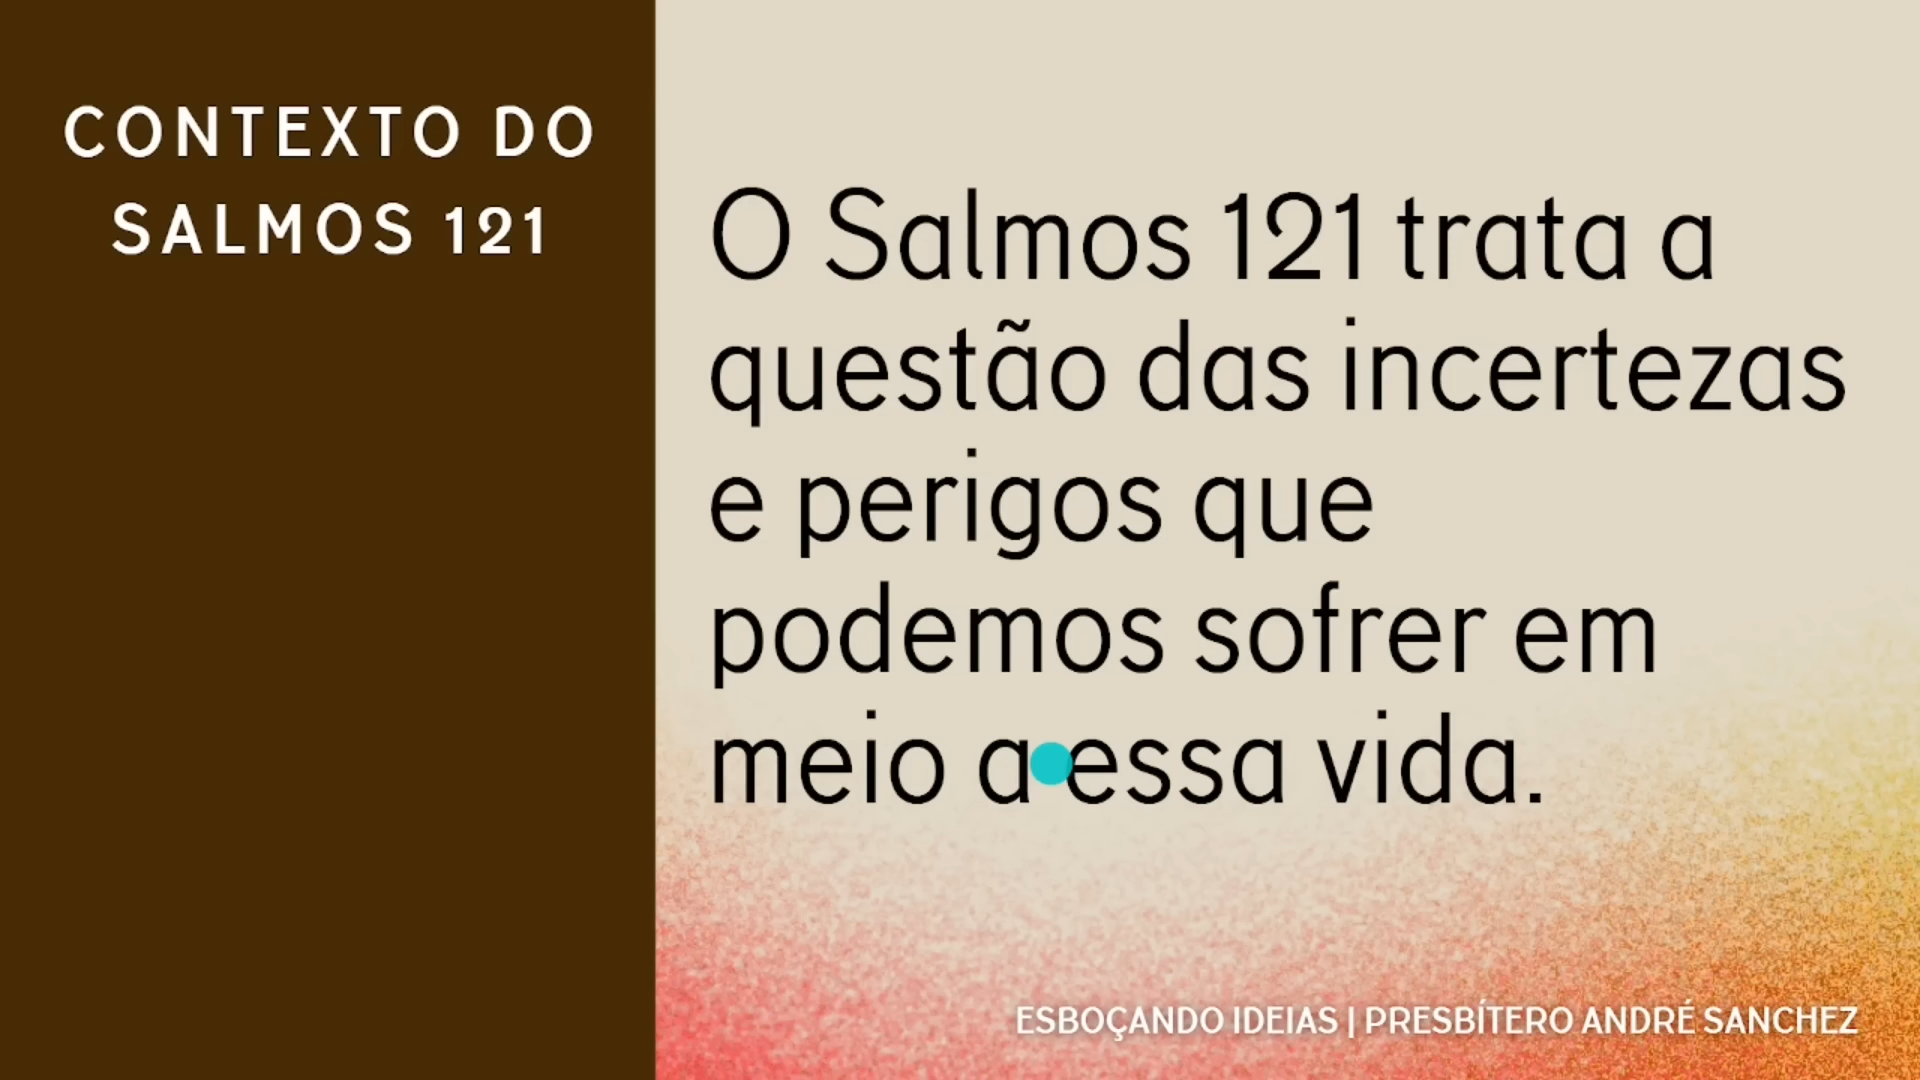 CONTEXTO DO
SALMOS 121
O Salmos 121 trata a
questão das incertezas
e perigos que
podemos sofrer em
meio a essa vida.
ESBOÇANDO IDEIAS | PRESBÍTERO ANDRÉ SANCHEZ